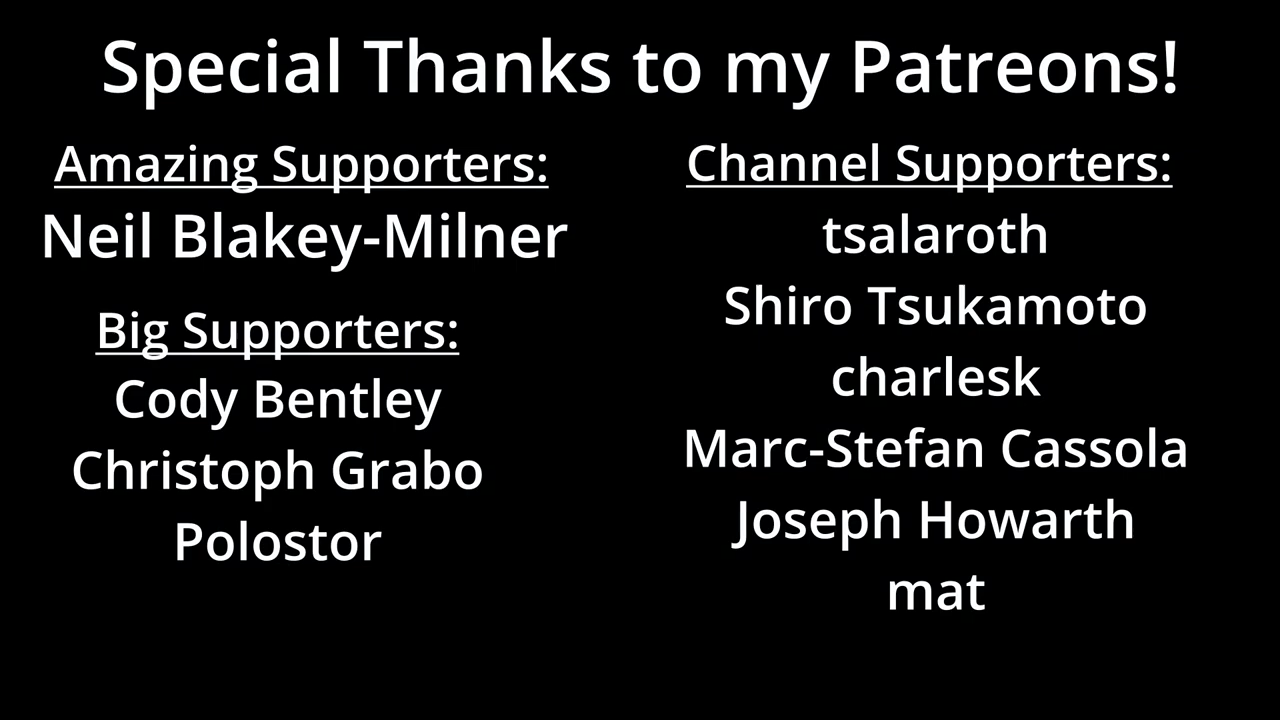 Special Thanks to my Patreons!
Amazing Supporters:
Neil Blakey-Milner
Big Supporters:
Cody Bentley
Christoph Grabo
Polostor
Channel Supporters:
tsalaroth
Shiro Tsukamoto
charlesk
Marc-Stefan Cassola
Joseph Howarth
mat